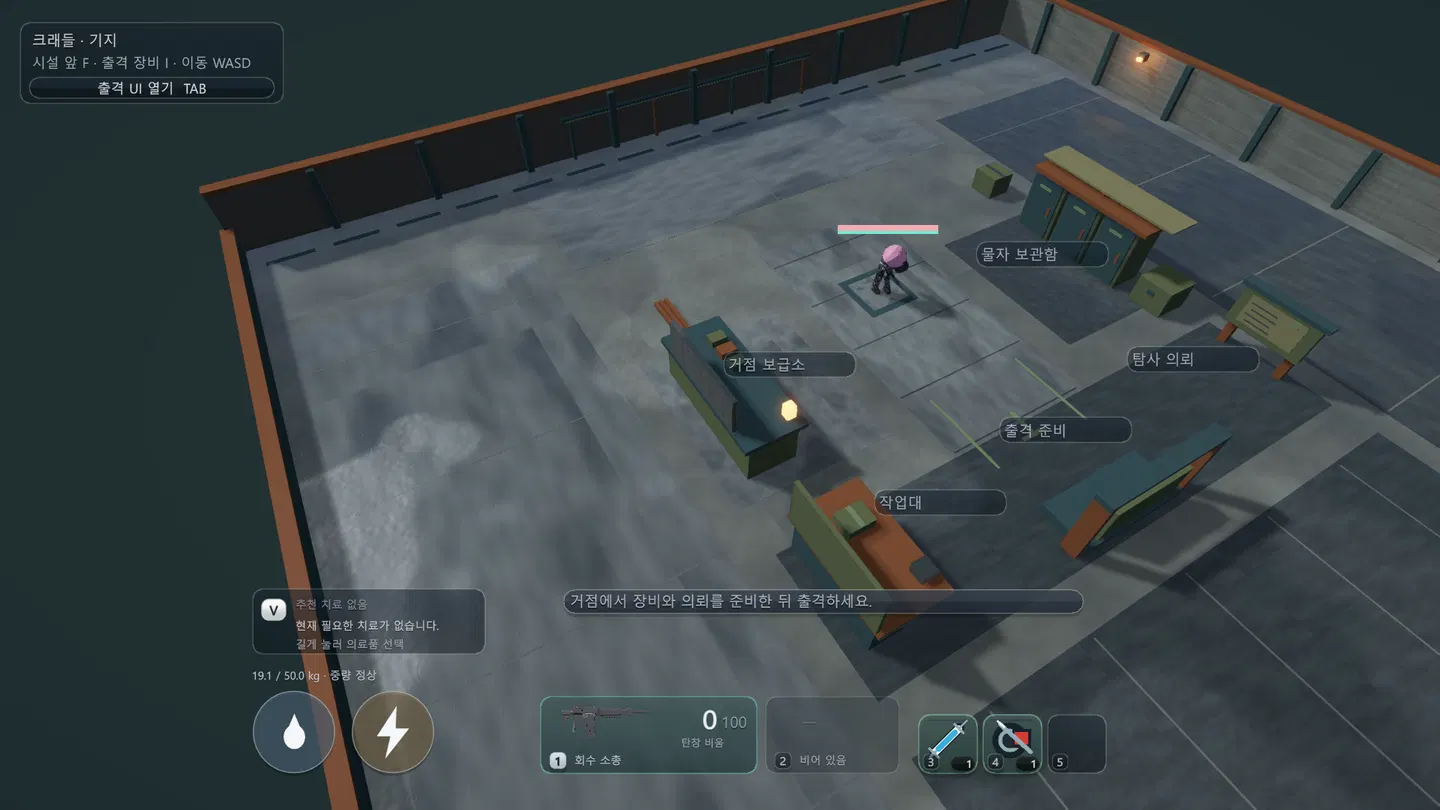 크래들 · 기지
시설 앞 F · 출격 장비 I · 이동 WASD
출격 UI 열기 TAB
물자 보관함
거점 보급소
탐사 의뢰
출격 준비
작업대
거점에서 장비와 의뢰를 준비한 뒤 출격하세요.
V
추천 치료 없음
현재 필요한 치료가 없습니다.
길게 눌러 의료품 선택
19.1 / 50.0 kg · 중량 정상
0 100
탄창 비움
1 회수 소총
—
2 비어 있음
3 1
4 1
5